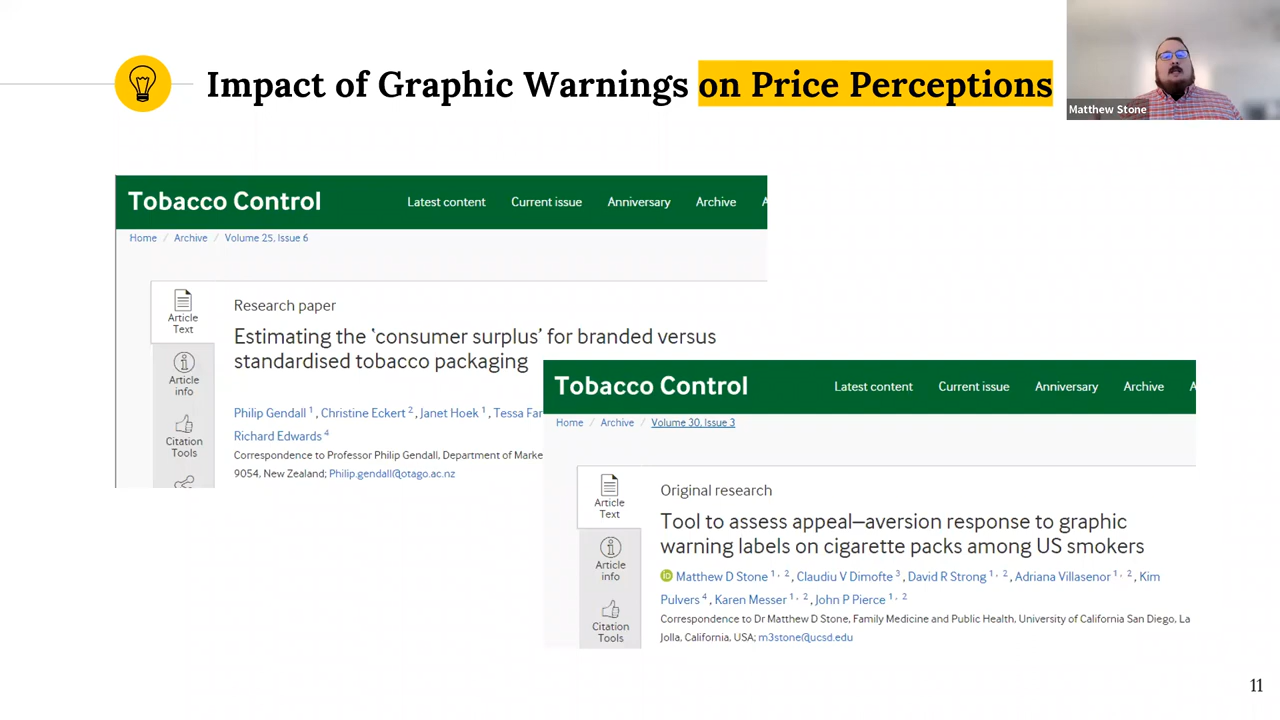 Impact of Graphic Warnings on Price Perceptions
Matthew Stone
Tobacco Control
Latest content Current issue Anniversary Archive A
Home / Archive / Volume 25, Issue 6
Article Text
Article info
Citation Tools
Research paper
Estimating the ‘consumer surplus’ for branded versus
standardised tobacco packaging
Philip Gendall 1, Christine Eckert 2, Janet Hoek 1, Tessa Far
Richard Edwards 4
Correspondence to Professor Philip Gendall, Department of Marke
9054, New Zealand; Philip.gendall@otago.ac.nz
Tobacco Control
Latest content Current issue Anniversary Archive A
Home / Archive / Volume 30, Issue 3
Article Text
Article info
Citation Tools
Original research
Tool to assess appeal–aversion response to graphic
warning labels on cigarette packs among US smokers
iD Matthew D Stone 1, 2, Claudiu V Dimofte 3, David R Strong 1, 2, Adriana Villasenor 1, 2, Kim
Pulvers 4, Karen Messer 1, 2, John P Pierce 1, 2
Correspondence to Dr Matthew D Stone, Family Medicine and Public Health, University of California San Diego, La
Jolla, California, USA; m3stone@ucsd.edu
11